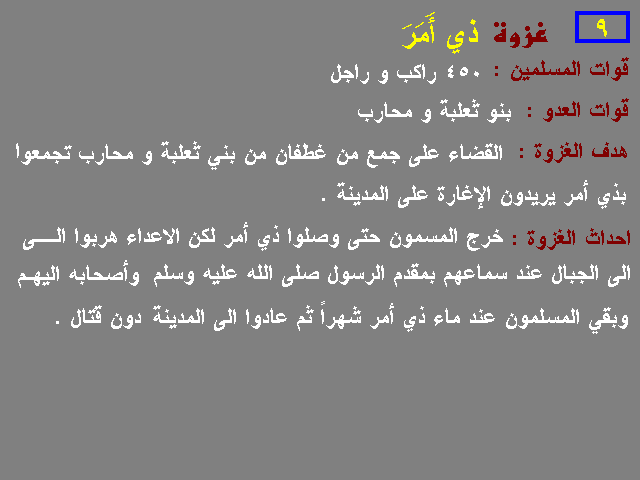 ٩
غزوة ذي أَمَرَ
قوات المسلمين : ٤٥٠ راكب و راجل
قوات العدو : بنو ثعلبة و محارب
هدف الغزوة : القضاء على جمع من غطفان من بني ثعلبة و محارب تجمعوا
بذي أمر يريدون الإغارة على المدينة .
احداث الغزوة : خرج المسمون حتى وصلوا ذي أمر لكن الاعداء هربوا الـــى
الى الجبال عند سماعهم بمقدم الرسول صلى الله عليه وسلم وأصحابه اليهـم
وبقي المسلمون عند ماء ذي أمر شهراً ثم عادوا الى المدينة دون قتال .